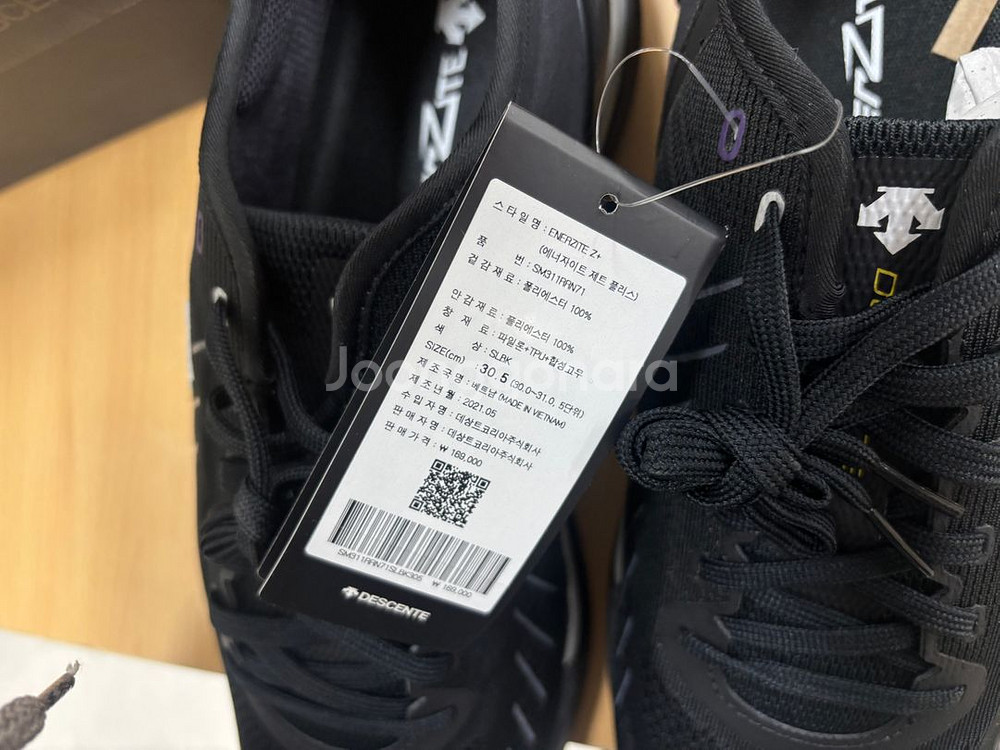 ENERZITE
ERZ
스타일명 : ENERZITE Z+
(에너자이트 제트 플러스)
품 번 : SM311RRN71
겉감재료 : 폴리에스터 100%
안감재료 : 폴리에스터 100%
창 재 료 : 파일론+TPU+합성고무
색 상 : SLBK
SIZE(cm) : 30.5 (30.0~31.0, 5단위)
제조국명 : 베트남 (MADE IN VIETNAM)
제조년월 : 2021.05
수입자명 : 데상트코리아주식회사
판매자명 : 데상트코리아주식회사
판매가격 : ₩ 169,000
SM311RRN71SLBK305 ₩ 169,000
DESCENTE
Joongonara